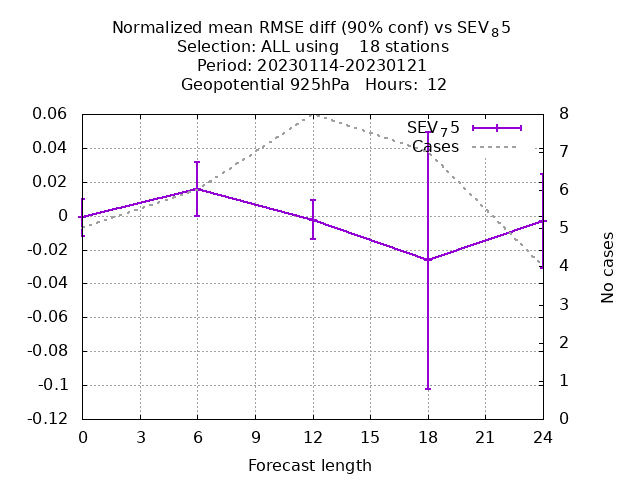 Normalized mean RMSE diff (90% conf) vs SEV₈5
Selection: ALL using    18 stations
Period: 20230114-20230121
Geopotential 925hPa   Hours:  12
SEV₇5
Cases
0.06
0.04
0.02
0
-0.02
-0.04
-0.06
-0.08
-0.1
-0.12
8
7
6
5
4
3
2
1
0
No cases
0 3 6 9 12 15 18 21 24
Forecast length